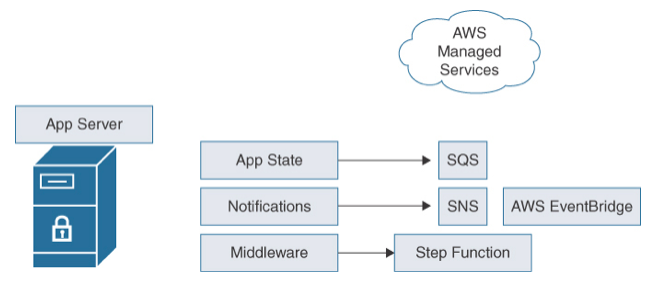 AWS
Managed
Services
App Server
App State
SQS
Notifications
SNS
AWS EventBridge
Middleware
Step Function